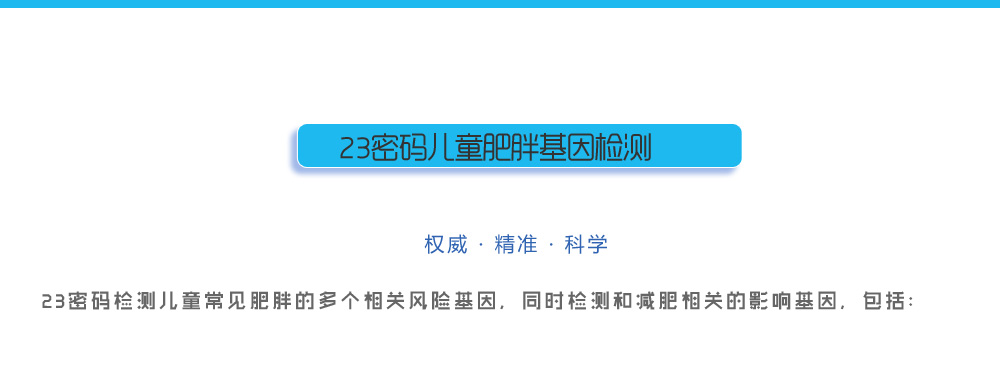 23密码儿童肥胖基因检测
权威 · 精准 · 科学
23密码检测儿童常见肥胖的多个相关风险基因，同时检测和减肥相关的影响基因，包括：